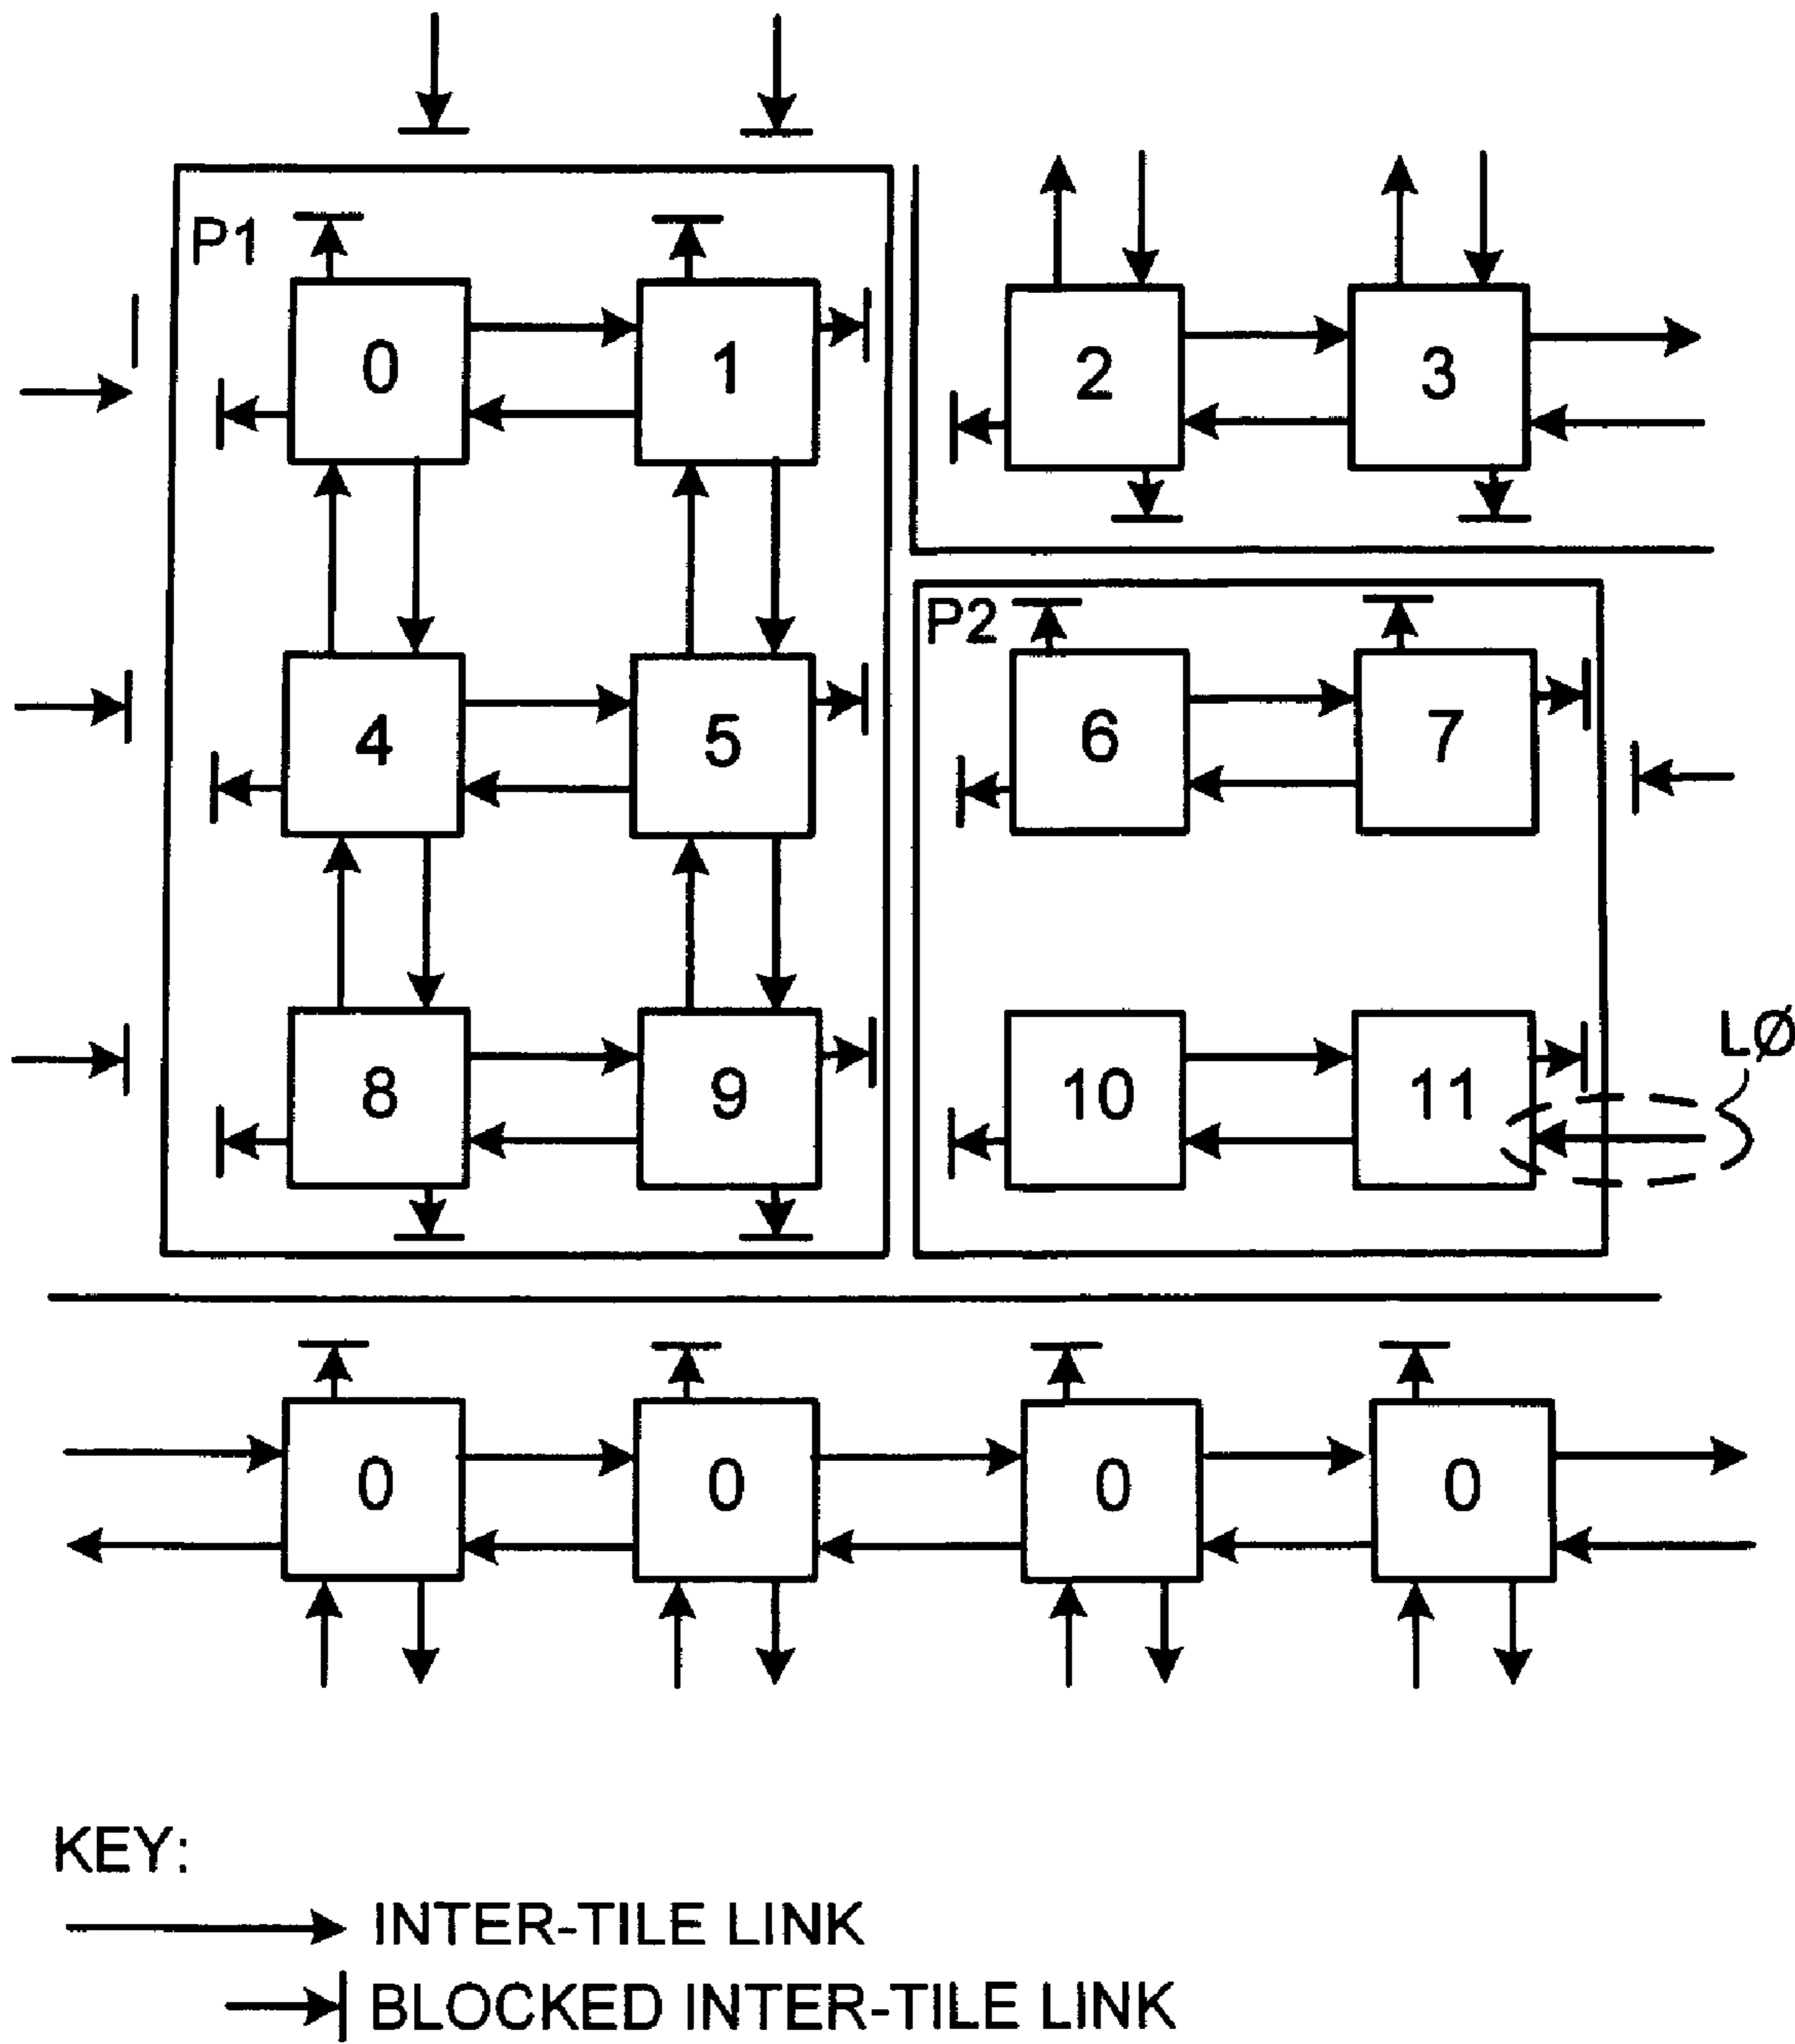 P1
0 1 2 3
P2
4 5 6 7
LØ
8 9 10 11
0 0 0 0
KEY:
INTER-TILE LINK
BLOCKED INTER-TILE LINK